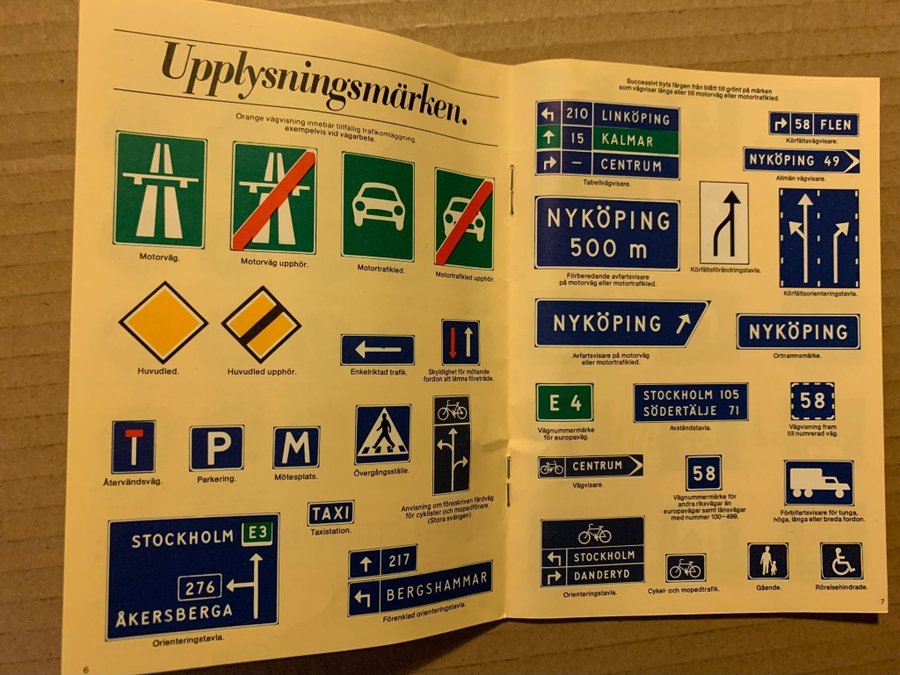 Upplysningsmärken.
Orange vägvisning innebär tillfällig trafikomläggning,
exempelvis vid vägarbete.
Motorväg.
Motorväg upphör.
Motortrafikled.
Motortrafikled upphör.
Huvudled.
Huvudled upphör.
Enkelriktad trafik.
Skyldighet för mötande
fordon att lämna företräde.
P
M
Återvändsväg.
Parkering.
Mötesplats.
Övergångsställe.
Anvisning om föreskriven färdväg
för cyklister och mopedförare.
(Stora svängen)
TAXI
Taxistation.
STOCKHOLM E3
276
ÅKERSBERGA
Orienteringstavla.
217
BERGSHAMMAR
Förenklad orienteringstavla.
6
Successivt byts färgen från blått till grönt på märken
som vägvisar längs eller till motorväg eller motortrafikled.
210 LINKÖPING
15 KALMAR
– CENTRUM
Tabellvägvisare.
58 FLEN
Körfältsvägvisare.
NYKÖPING 49
Allmän vägvisare.
NYKÖPING
500 m
Förberedande avfartsvisare
på motorväg eller motortrafikled.
Körfältsförändringstavla.
Körfältsorienteringstavla.
NYKÖPING
Avfartsvisare på motorväg
eller motortrafikled.
NYKÖPING
Ortnamnsmärke.
E 4
Vägnummermärke
för europaväg.
STOCKHOLM 105
SÖDERTÄLJE 71
Avståndstavla.
58
Vägvisning fram
till numrerad väg.
CENTRUM
Vägvisare.
58
Vägnummermärke för
andra riksvägar än
europavägar samt länsvägar
med nummer 100–499.
Förbifartsvisare för tunga,
höga, långa eller breda fordon.
STOCKHOLM
DANDERYD
Orienteringstavla.
Cykel- och mopedtrafik.
Gående.
Rörelsehindrade.
7